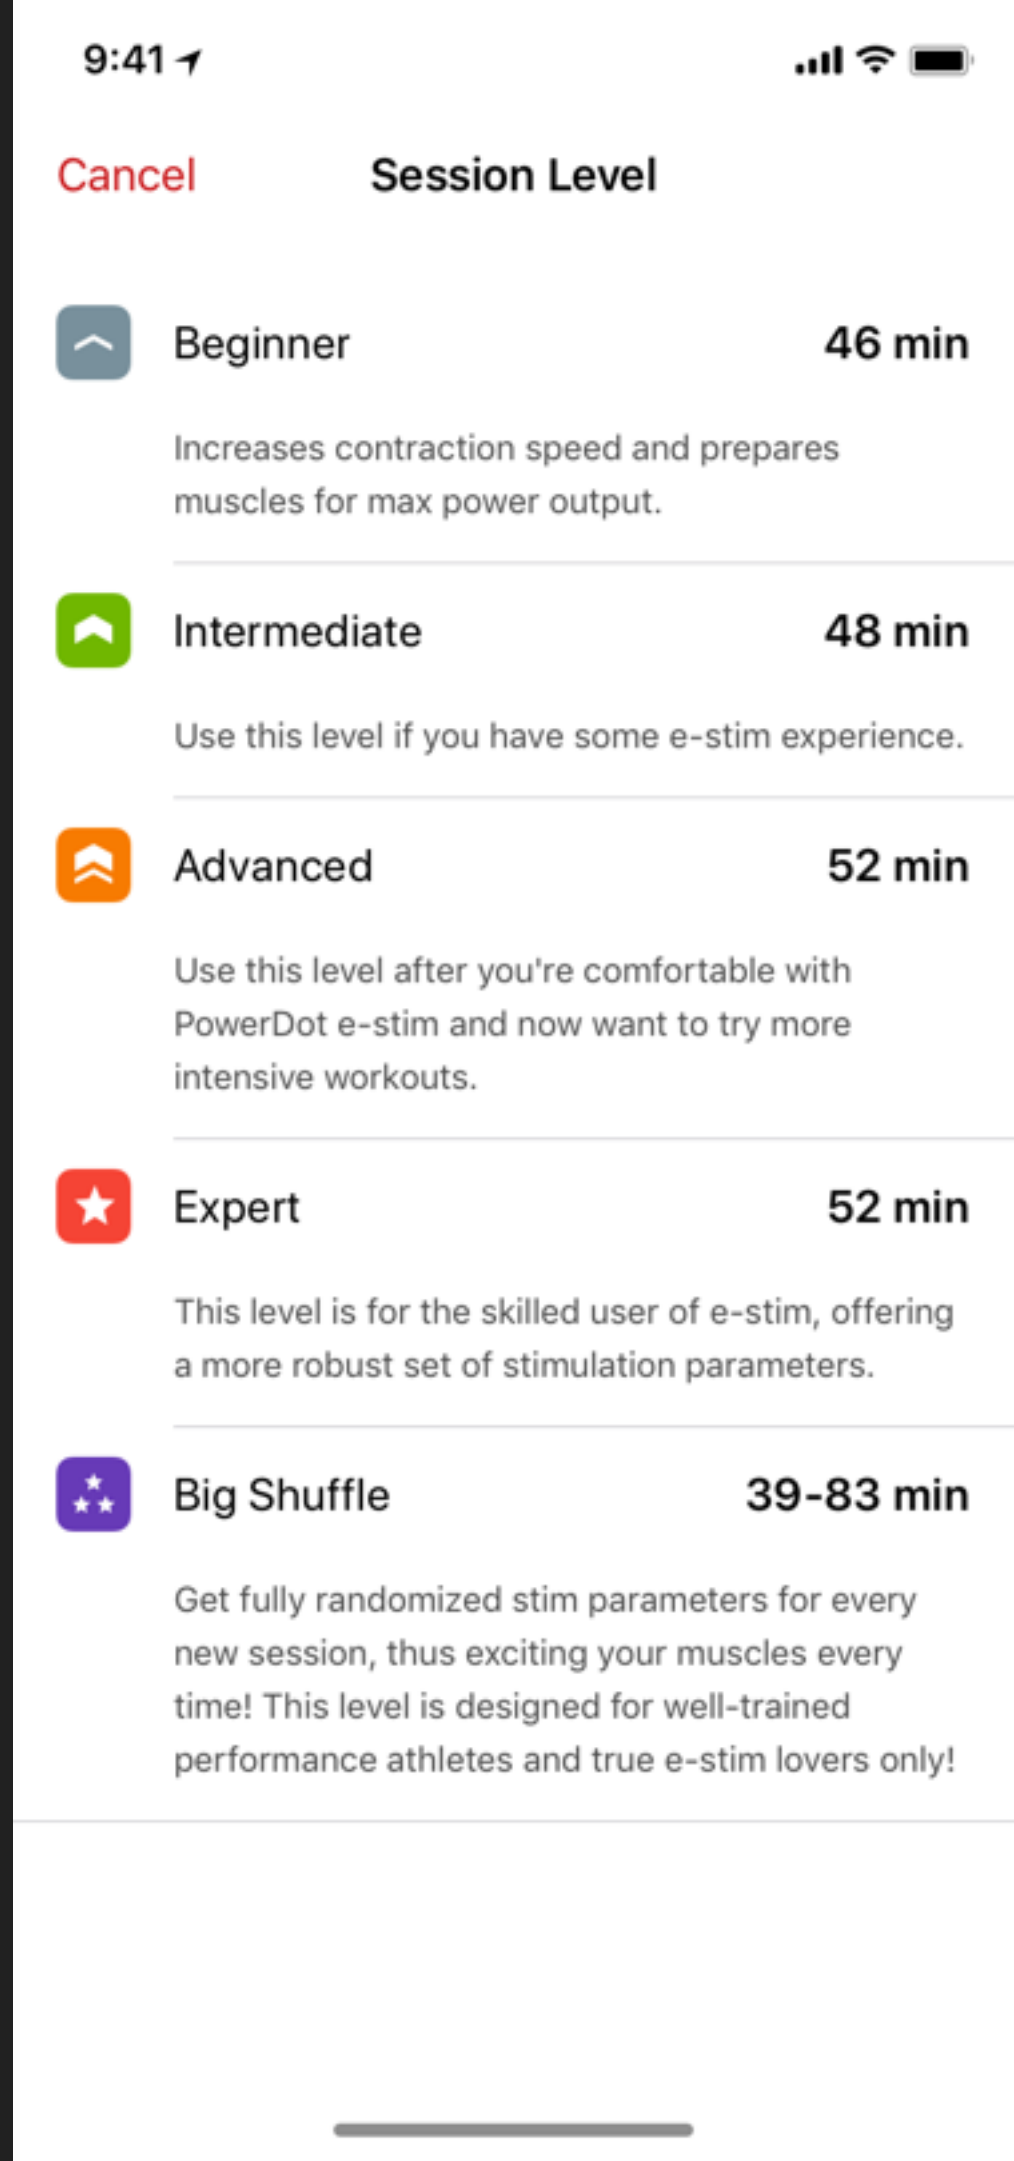 9:41
Cancel
Session Level
Beginner
46 min
Increases contraction speed and prepares
muscles for max power output.
Intermediate
48 min
Use this level if you have some e-stim experience.
Advanced
52 min
Use this level after you're comfortable with
PowerDot e-stim and now want to try more
intensive workouts.
Expert
52 min
This level is for the skilled user of e-stim, offering
a more robust set of stimulation parameters.
Big Shuffle
39-83 min
Get fully randomized stim parameters for every
new session, thus exciting your muscles every
time! This level is designed for well-trained
performance athletes and true e-stim lovers only!